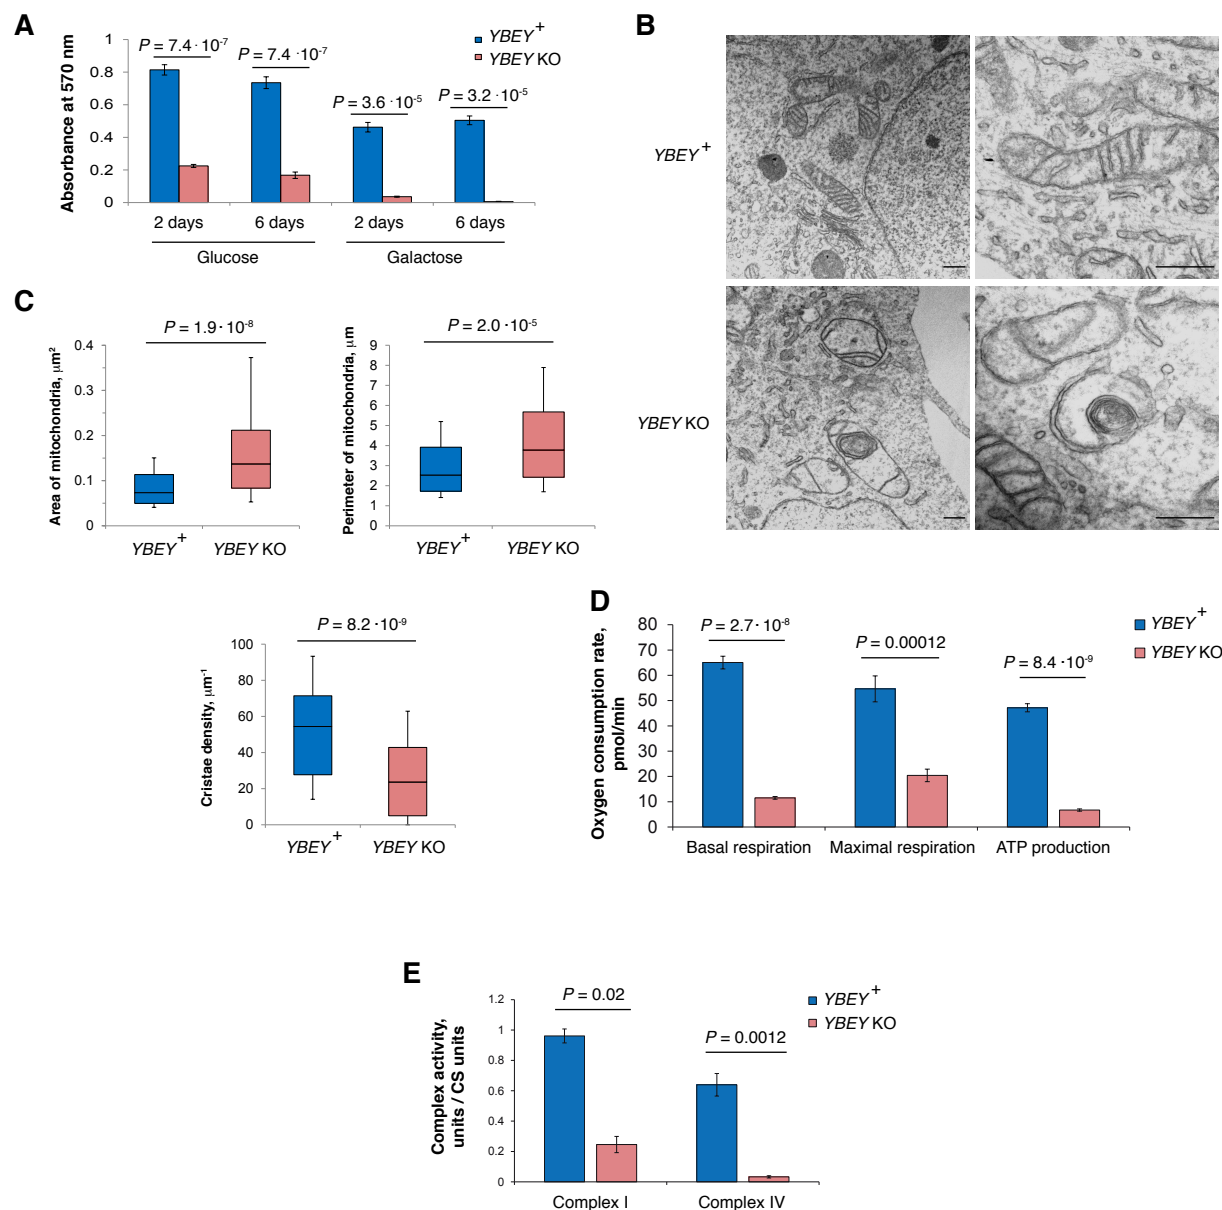 A
Absorbance at 570 nm
1
0.8
0.6
0.4
0.2
0
P = 7.4 · 10-7
P = 7.4 · 10-7
P = 3.6 · 10-5
P = 3.2 · 10-5
YBEY+
YBEY KO
2 days
6 days
2 days
6 days
Glucose
Galactose
B
YBEY+
YBEY KO
C
Area of mitochondria, μm2
0.4
0.3
0.2
0.1
0
P = 1.9 · 10-8
YBEY+
YBEY KO
Perimeter of mitochondria, μm
9
8
7
6
5
4
3
2
1
0
P = 2.0 · 10-5
YBEY+
YBEY KO
Cristae density, μm-1
100
80
60
40
20
0
P = 8.2 · 10-9
YBEY+
YBEY KO
D
Oxygen consumption rate,
pmol/min
80
70
60
50
40
30
20
10
0
P = 2.7 · 10-8
P = 0.00012
P = 8.4 · 10-9
YBEY+
YBEY KO
Basal respiration
Maximal respiration
ATP production
E
Complex activity,
units / CS units
1.2
1
0.8
0.6
0.4
0.2
0
P = 0.02
P = 0.0012
YBEY+
YBEY KO
Complex I
Complex IV